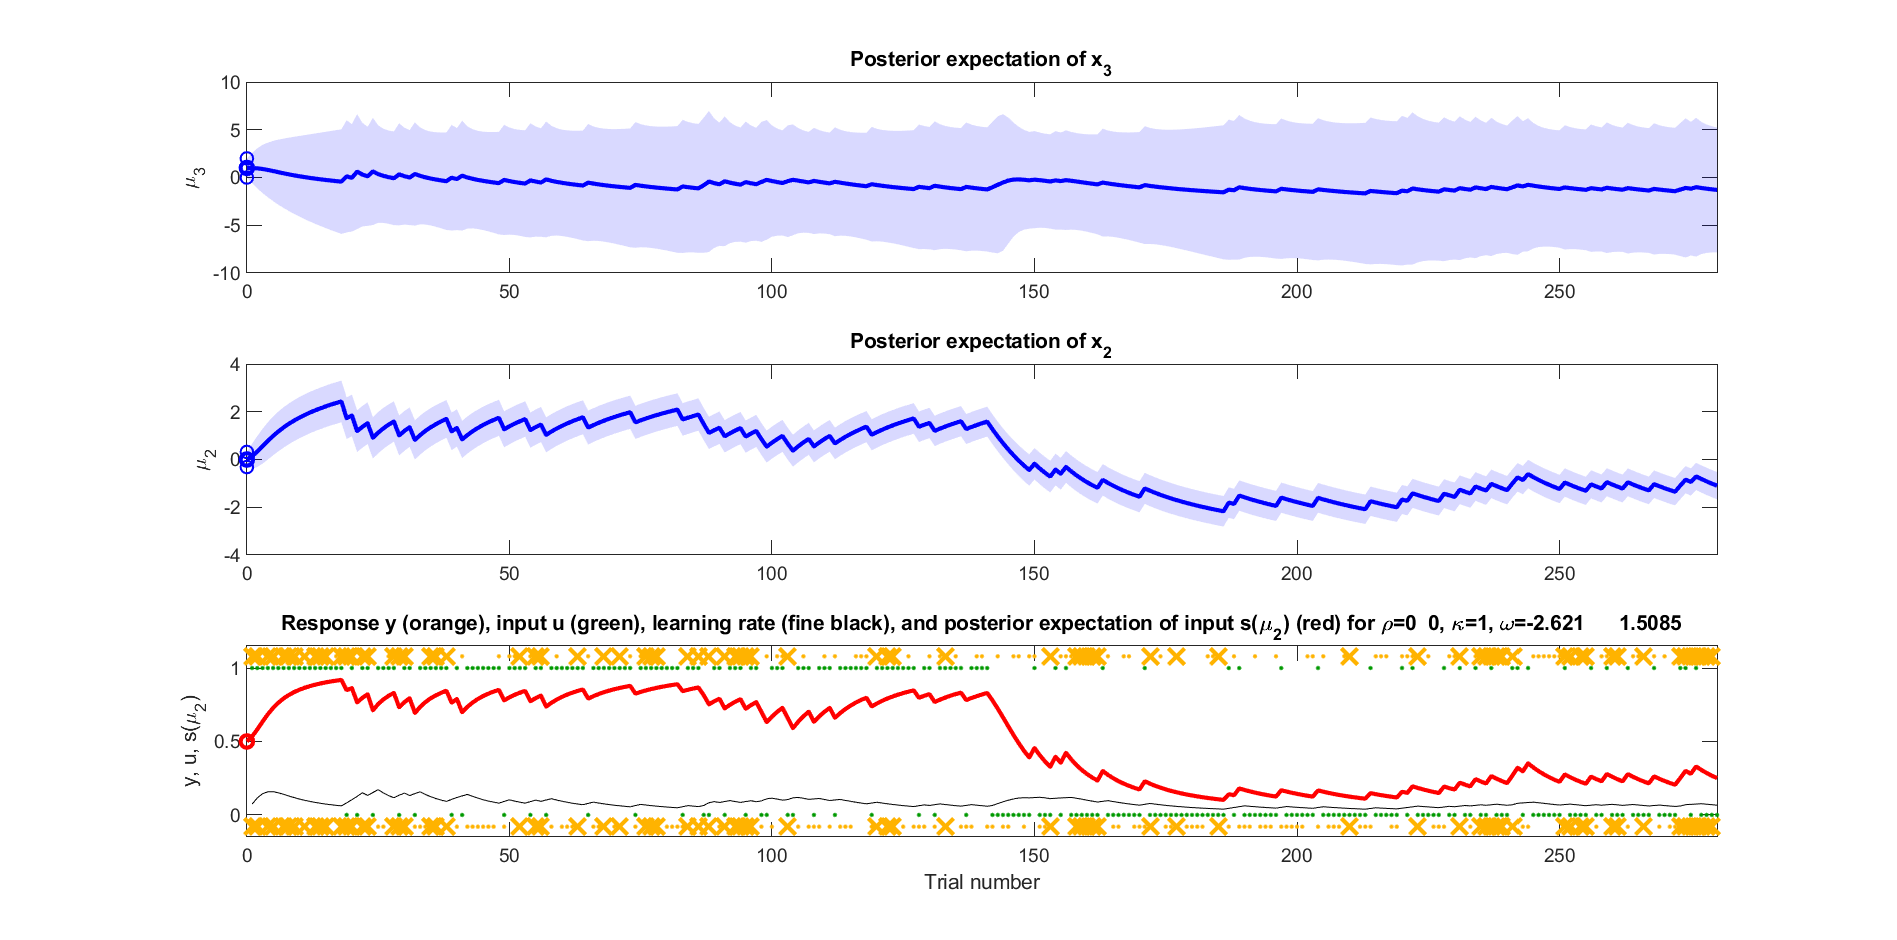 Posterior expectation of x3
10
5
0
-5
-10
μ3
0 50 100 150 200 250
Posterior expectation of x2
4
2
0
-2
-4
μ2
0 50 100 150 200 250
Response y (orange), input u (green), learning rate (fine black), and posterior expectation of input s(μ2) (red) for ρ=0 0, κ=1, ω=-2.621 1.5085
1
0.5
0
y, u, s(μ2)
0 50 100 150 200 250
Trial number